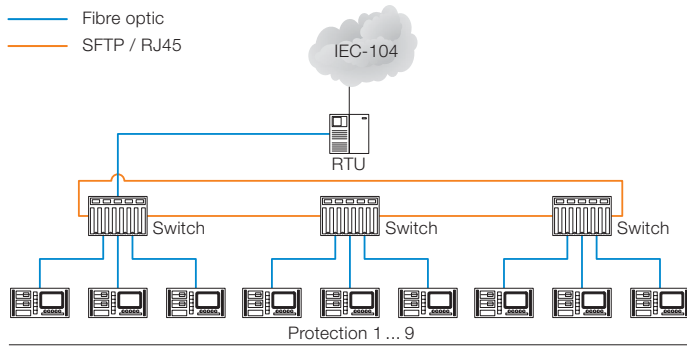 Fibre optic
SFTP / RJ45
IEC-104
RTU
Switch
Switch
Switch
Protection 1 ... 9